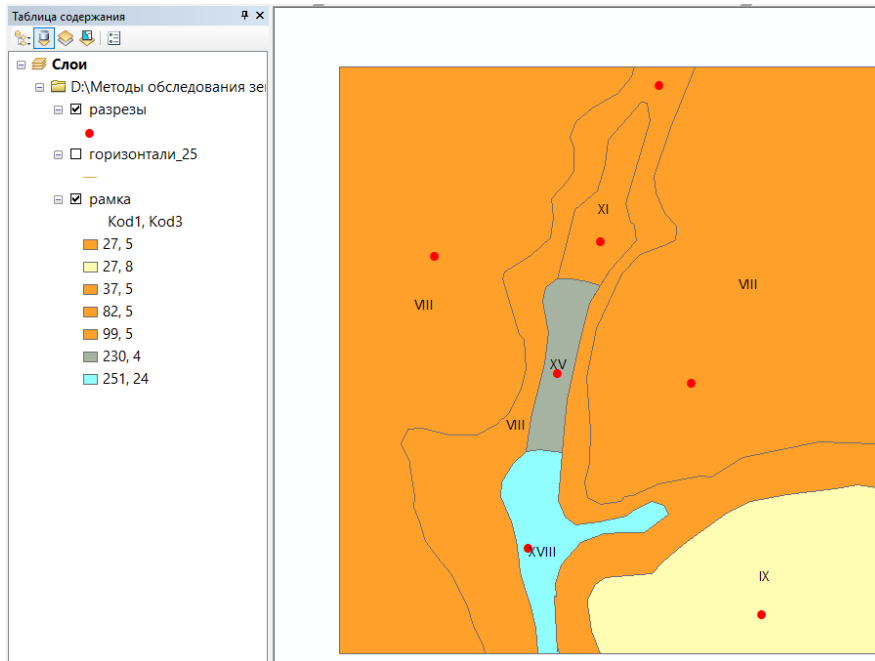 Таблица содержания
Слои
D:\Методы обследования зе
разрезы
горизонтали_25
рамка
Kod1, Kod3
27, 5
27, 8
37, 5
82, 5
99, 5
230, 4
251, 24
XI
VIII
VIII
XV
VIII
XVIII
IX